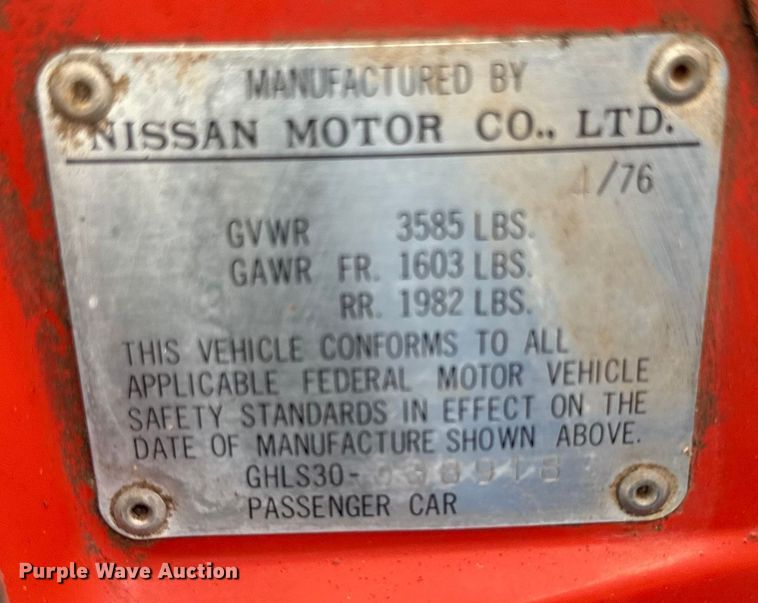 MANUFACTURED BY
NISSAN MOTOR CO., LTD.
4/76
GVWR 3585 LBS.
GAWR FR. 1603 LBS.
RR. 1982 LBS.
THIS VEHICLE CONFORMS TO ALL
APPLICABLE FEDERAL MOTOR VEHICLE
SAFETY STANDARDS IN EFFECT ON THE
DATE OF MANUFACTURE SHOWN ABOVE.
GHLS30-
PASSENGER CAR
Purple Wave Auction